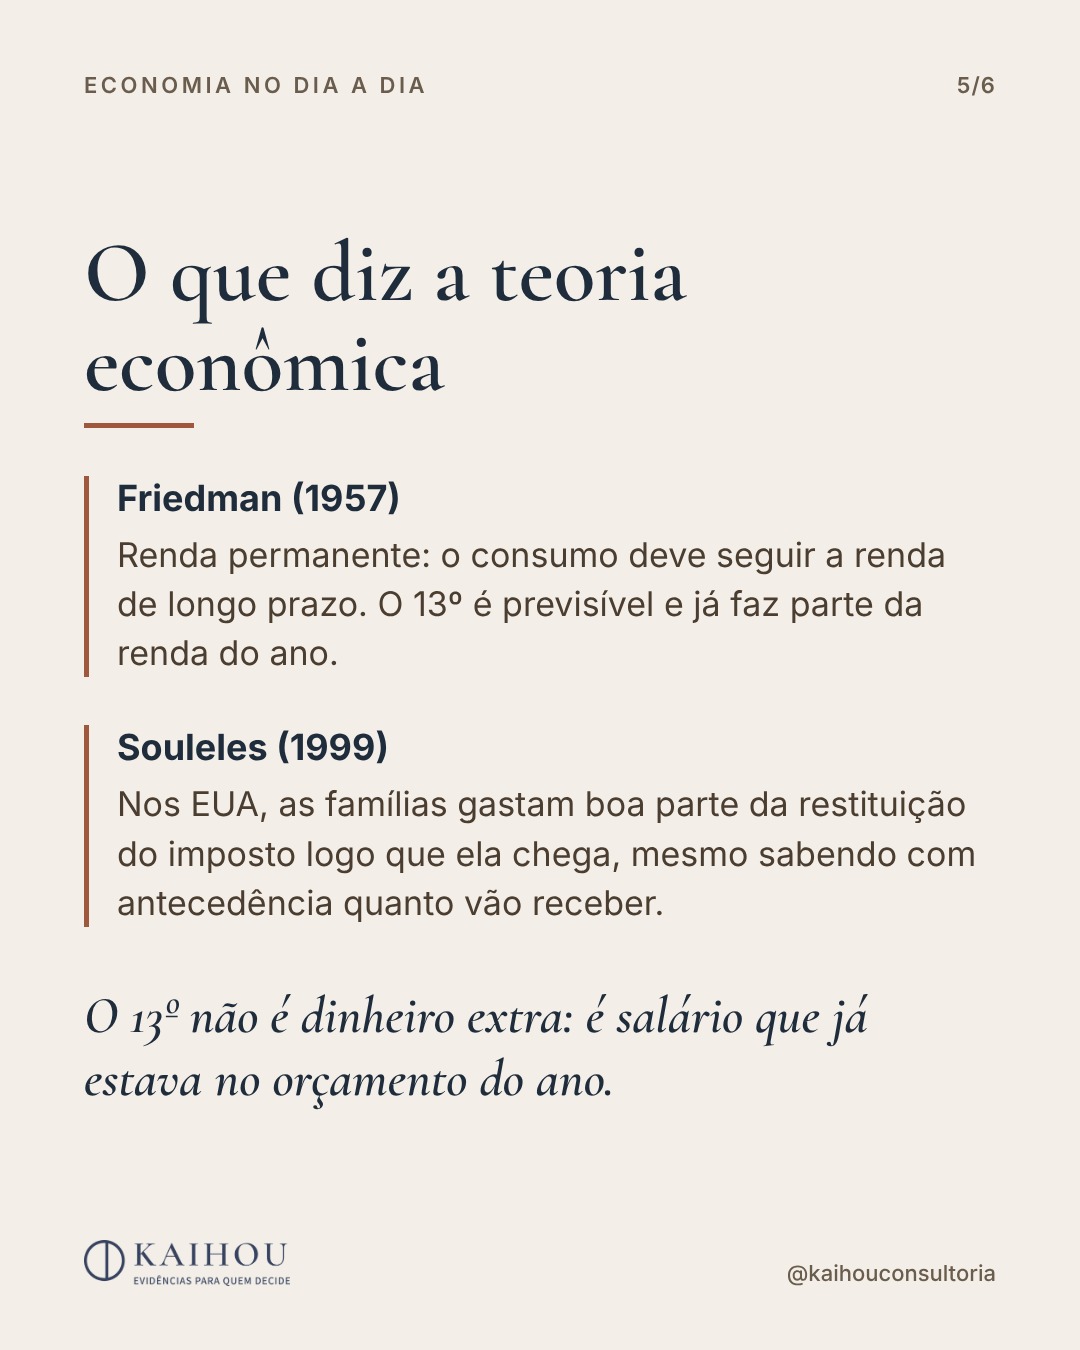 ECONOMIA NO DIA A DIA
5/6
O que diz a teoria
econômica
Friedman (1957)
Renda permanente: o consumo deve seguir a renda
de longo prazo. O 13º é previsível e já faz parte da
renda do ano.
Souleles (1999)
Nos EUA, as famílias gastam boa parte da restituição
do imposto logo que ela chega, mesmo sabendo com
antecedência quanto vão receber.
O 13º não é dinheiro extra: é salário que já
estava no orçamento do ano.
KAIHOU
EVIDÊNCIAS PARA QUEM DECIDE
@kaihouconsultoria